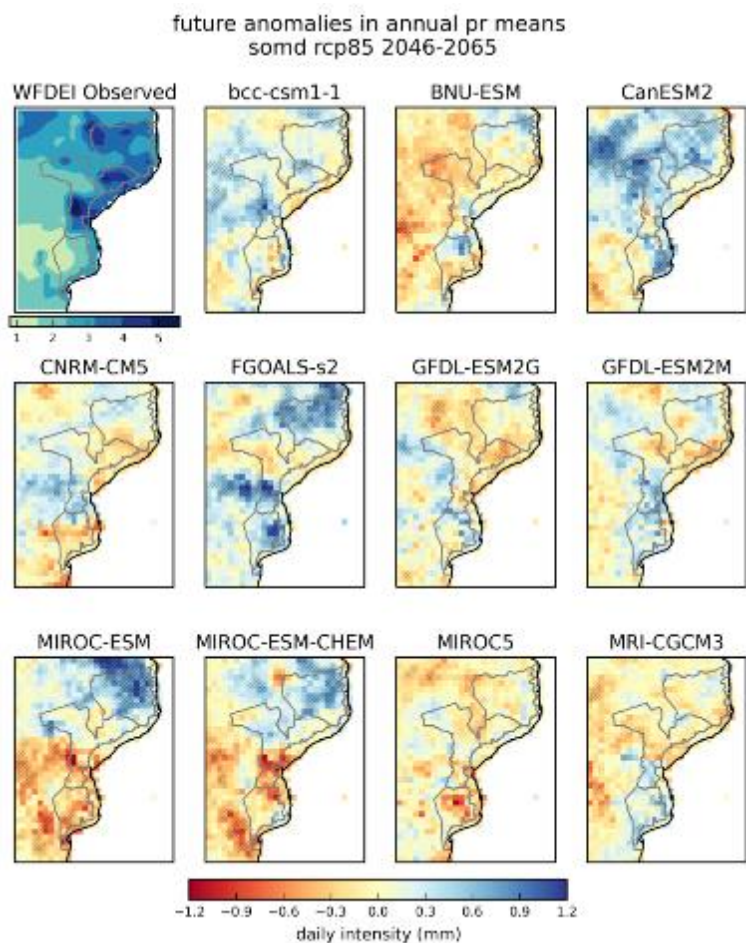 future anomalies in annual pr means
somd rcp85 2046-2065
WFDEI Observed
bcc-csm1-1
BNU-ESM
CanESM2
1 2 3 4 5
CNRM-CM5
FGOALS-s2
GFDL-ESM2G
GFDL-ESM2M
MIROC-ESM
MIROC-ESM-CHEM
MIROC5
MRI-CGCM3
−1.2 −0.9 −0.6 −0.3 0.0 0.3 0.6 0.9 1.2
daily intensity (mm)